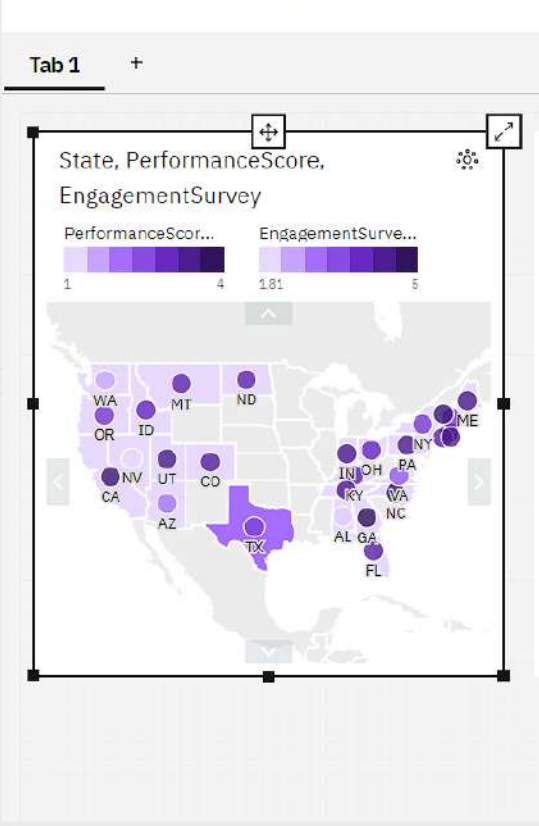 Tab 1 +
State, PerformanceScore,
EngagementSurvey
PerformanceScor... EngagementSurve...
1 4 1.81 5
WA MT ND
OR ID ME
NY
NV UT CO IN OH PA
CA KY VA
AZ NC
TX AL GA
FL